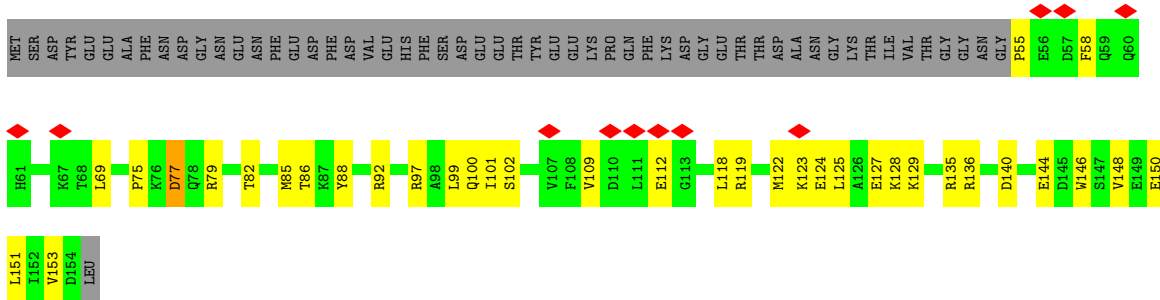 MET SER ASP TYR GLU GLU ALA PHE ASN ASP GLY ASN GLU ASN PHE GLU ASP PHE ASP VAL GLU HIS PHE SER ASP GLU GLU THR TYR GLU GLU LYS PRO GLN PHE LYS ASP GLY GLU THR THR ASP ALA ASN GLY LYS THR ILE VAL THR GLY GLY ASN GLY P55 E56 D57 F58 Q59 Q60
H61 K67 T68 L69 P75 K76 D77 Q78 R79 T82 M85 T86 K87 Y88 R92 R97 A98 L99 Q100 I101 S102 V107 F108 V109 D110 L111 E112 G113 L118 R119 M122 K123 E124 L125 A126 E127 K128 K129 R135 R136 D140 E144 D145 W146 S147 V148 E149 E150
L151 I152 V153 D154 LEU